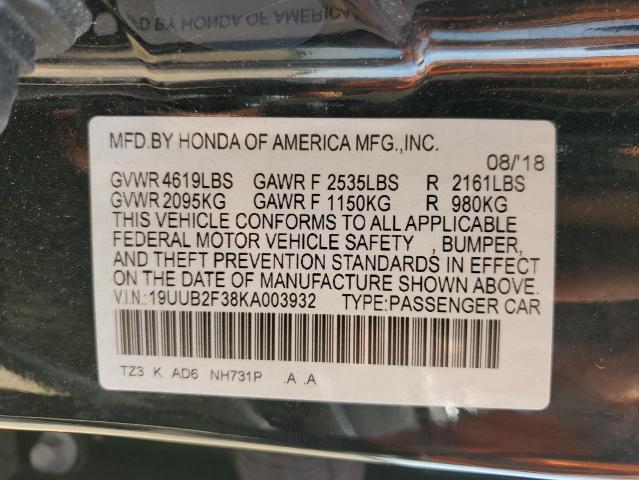 MFD.BY HONDA OF AMERICA MFG.,INC.
08/'18
GVWR 4619LBS GAWR F 2535LBS R 2161LBS
GVWR 2095KG GAWR F 1150KG R 980KG
THIS VEHICLE CONFORMS TO ALL APPLICABLE
FEDERAL MOTOR VEHICLE SAFETY , BUMPER,
AND THEFT PREVENTION STANDARDS IN EFFECT
ON THE DATE OF MANUFACTURE SHOWN ABOVE.
V.I.N.:19UUB2F38KA003932 TYPE:PASSENGER CAR
TZ3 K AD6 NH731P .A .A